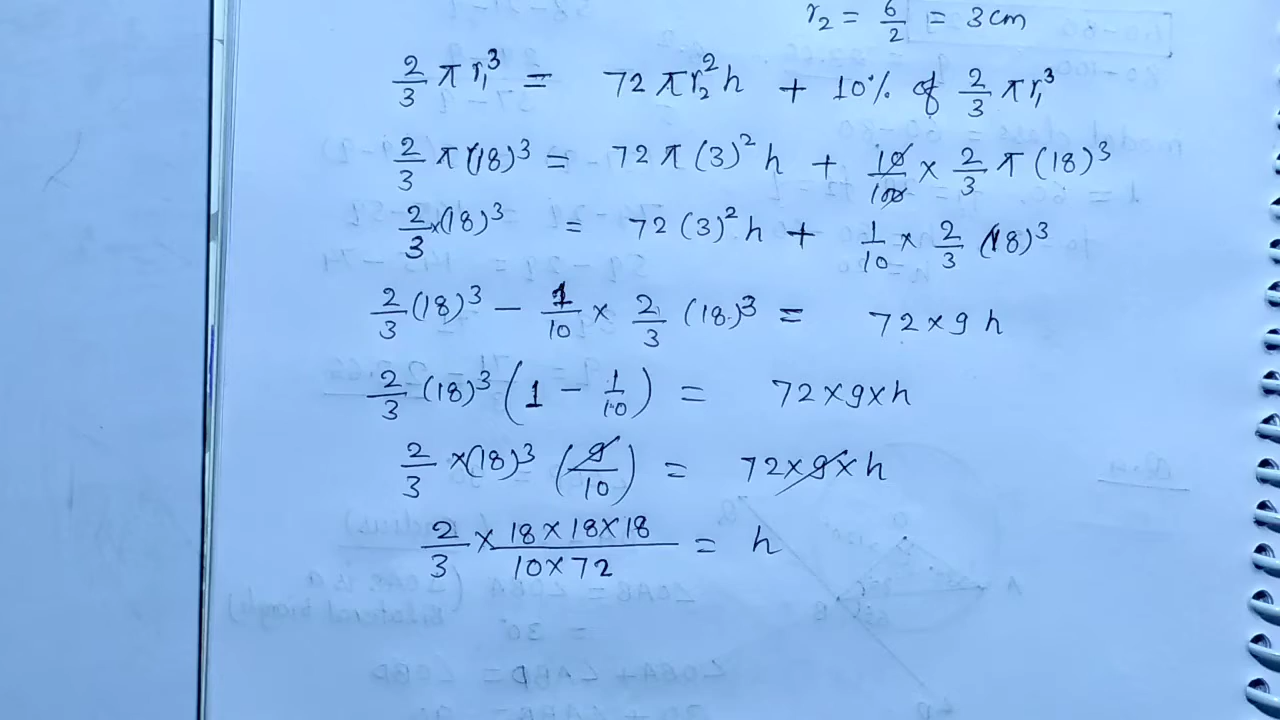 r₂ = 6/2 = 3cm
2/3 π r₁³ = 72 π r₂² h + 10% of 2/3 π r₁³
2/3 π (18)³ = 72 π (3)² h + 10/100 × 2/3 π (18)³
2/3 × (18)³ = 72 (3)² h + 1/10 × 2/3 (18)³
2/3 (18)³ − 1/10 × 2/3 (18)³ = 72 × 9 h
2/3 (18)³ (1 − 1/10) = 72 × 9 × h
2/3 × (18)³ (9/10) = 72 × 9 × h
2/3 × 18 × 18 × 18 / 10 × 72 = h